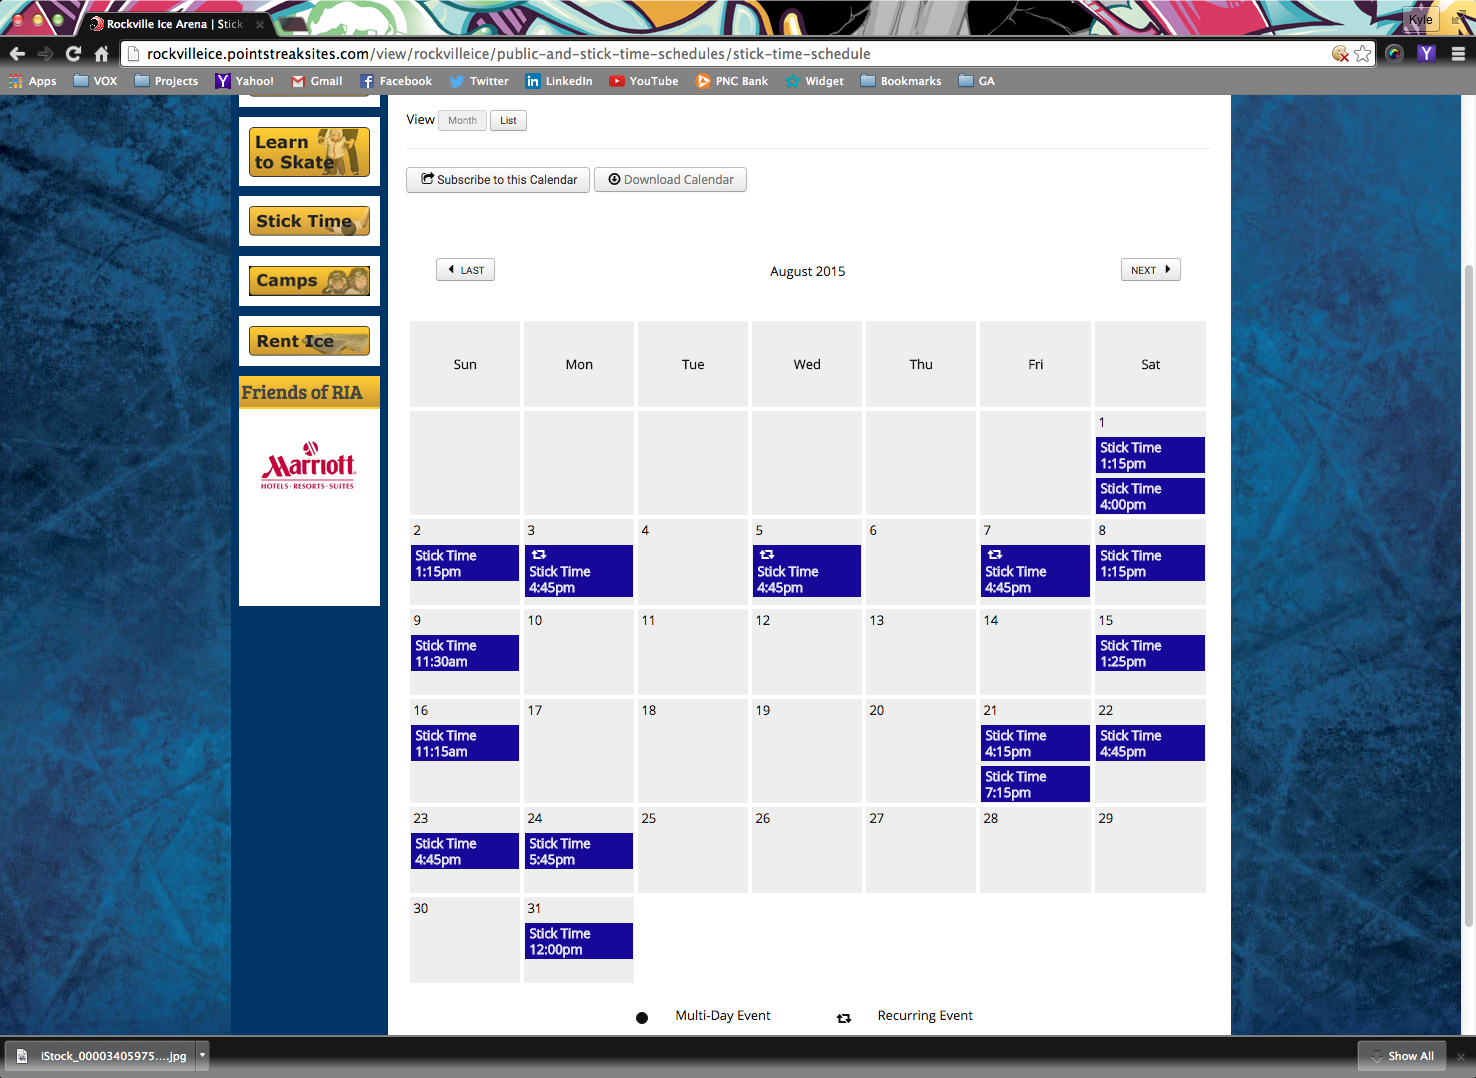 Rockville Ice Arena | Stick
Kyle
rockvilleice.pointstreaksites.com/view/rockvilleice/public-and-stick-time-schedules/stick-time-schedule
Apps VOX Projects Yahoo! Gmail Facebook Twitter LinkedIn YouTube PNC Bank Widget Bookmarks GA
Learn
to Skate
Stick Time
Camps
Rent Ice
Friends of RIA
Marriott
HOTELS · RESORTS · SUITES
View Month List
Subscribe to this Calendar Download Calendar
LAST August 2015 NEXT
Sun Mon Tue Wed Thu Fri Sat
1
Stick Time
1:15pm
Stick Time
4:00pm
2 3 4 5 6 7 8
Stick Time
1:15pm
Stick Time
4:45pm
Stick Time
4:45pm
Stick Time
4:45pm
Stick Time
1:15pm
9 10 11 12 13 14 15
Stick Time
11:30am
Stick Time
1:25pm
16 17 18 19 20 21 22
Stick Time
11:15am
Stick Time
4:15pm
Stick Time
7:15pm
Stick Time
4:45pm
23 24 25 26 27 28 29
Stick Time
4:45pm
Stick Time
5:45pm
30 31
Stick Time
12:00pm
Multi-Day Event Recurring Event
iStock_00003405975....jpg Show All